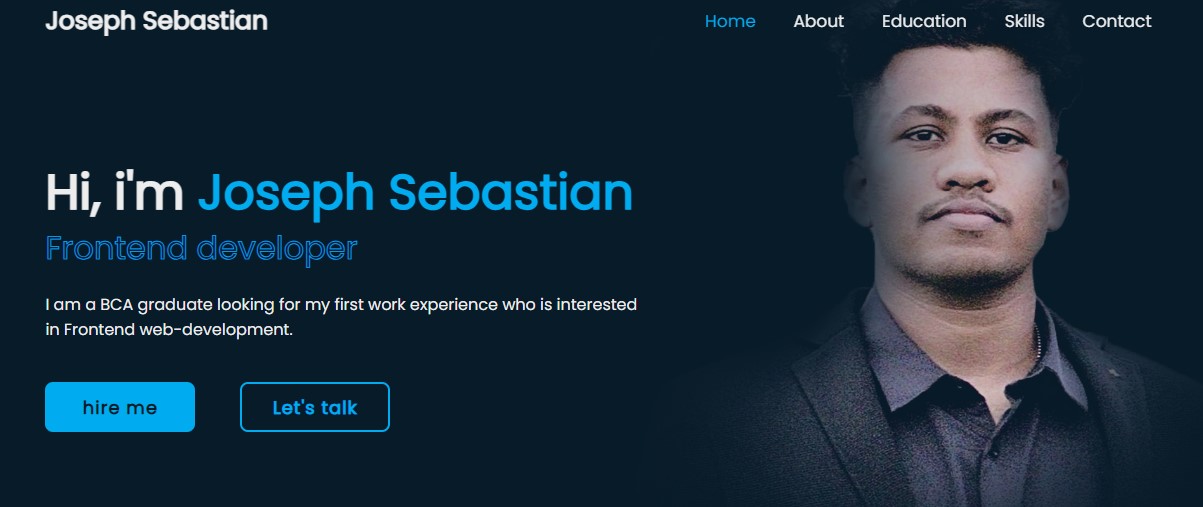 Joseph Sebastian
Home About Education Skills Contact
Hi, i'm Joseph Sebastian
Frontend developer
I am a BCA graduate looking for my first work experience who is interested
in Frontend web-development.
hire me Let's talk